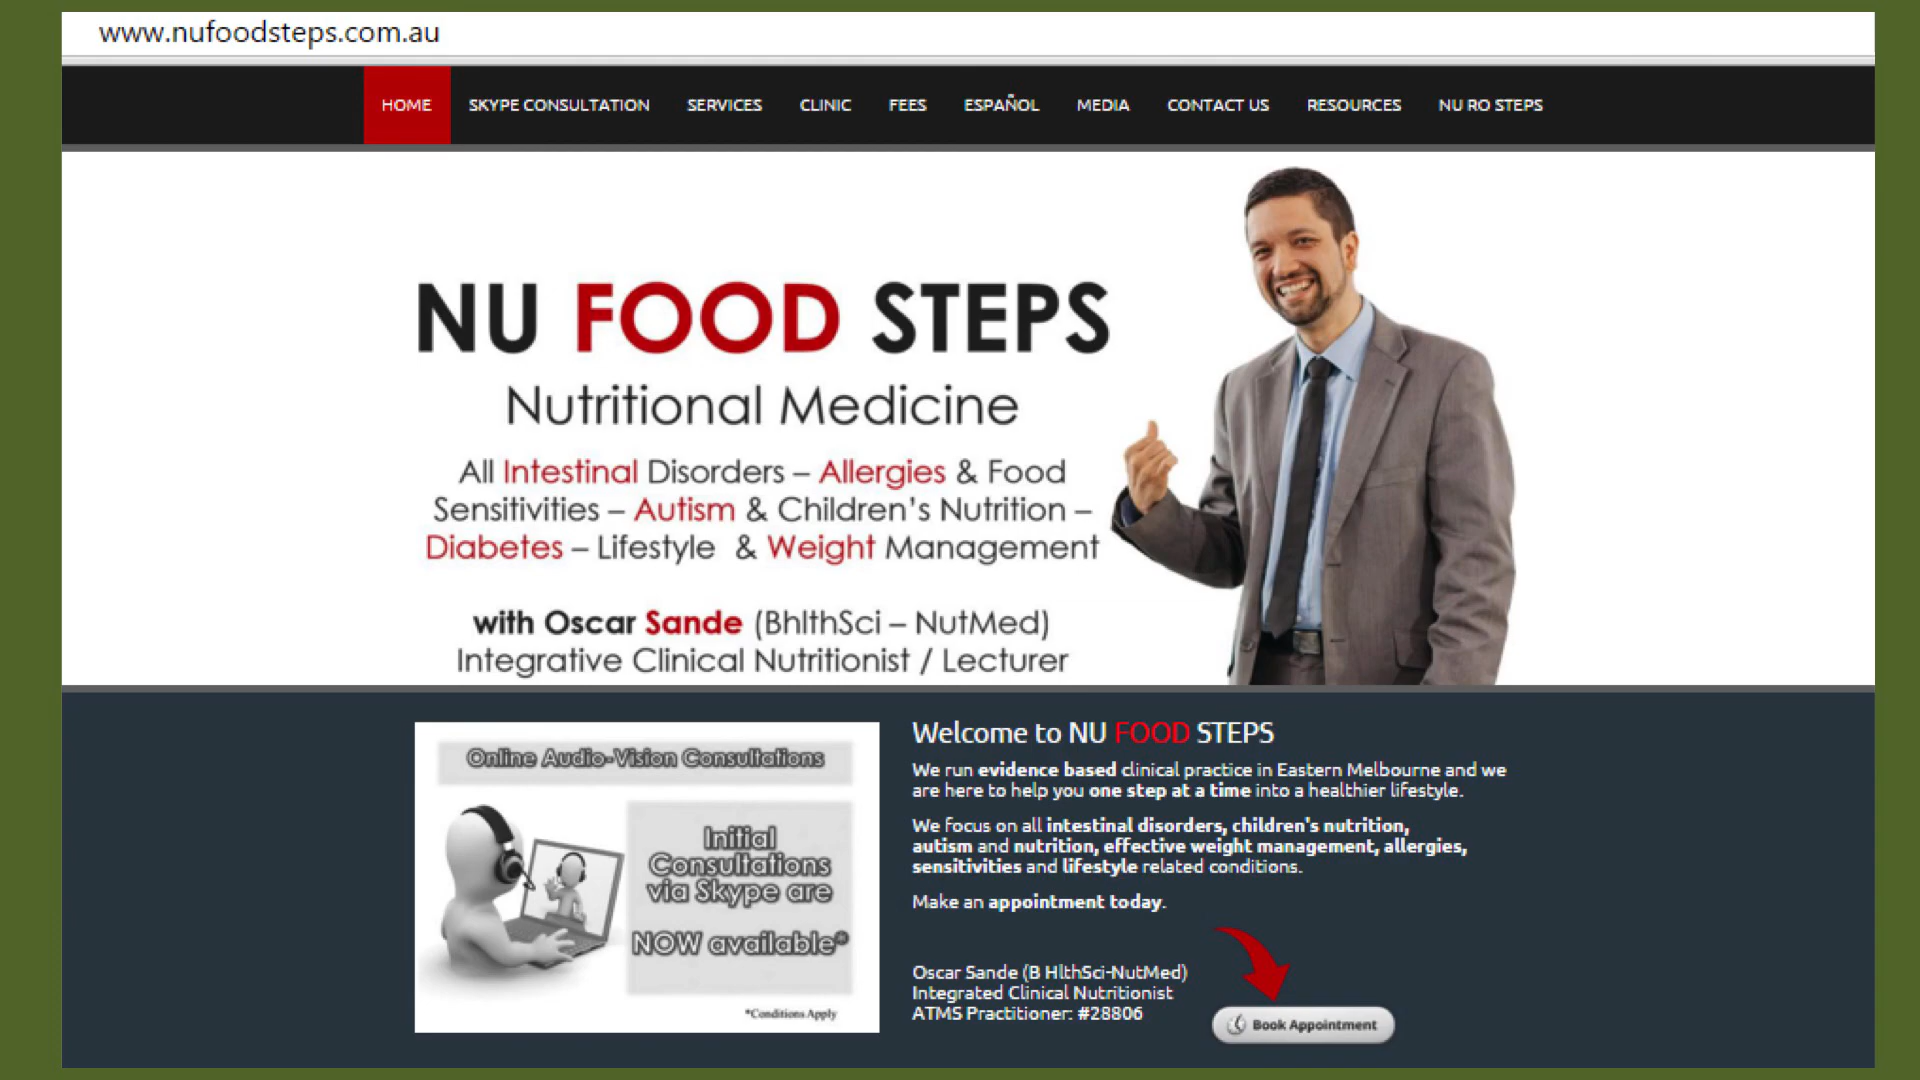 www.nufoodsteps.com.au
HOME SKYPE CONSULTATION SERVICES CLINIC FEES ESPAÑOL MEDIA CONTACT US RESOURCES NU RO STEPS
NU FOOD STEPS
Nutritional Medicine
All Intestinal Disorders – Allergies & Food
Sensitivities – Autism & Children's Nutrition –
Diabetes – Lifestyle & Weight Management
with Oscar Sande (BhlthSci – NutMed)
Integrative Clinical Nutritionist / Lecturer
Online Audio-Vision Consultations
Initial
Consultations
via Skype are
NOW available*
*Conditions Apply
Welcome to NU FOOD STEPS
We run evidence based clinical practice in Eastern Melbourne and we
are here to help you one step at a time into a healthier lifestyle.
We focus on all intestinal disorders, children's nutrition,
autism and nutrition, effective weight management, allergies,
sensitivities and lifestyle related conditions.
Make an appointment today.
Oscar Sande (B HlthSci-NutMed)
Integrated Clinical Nutritionist
ATMS Practitioner: #28806
Book Appointment